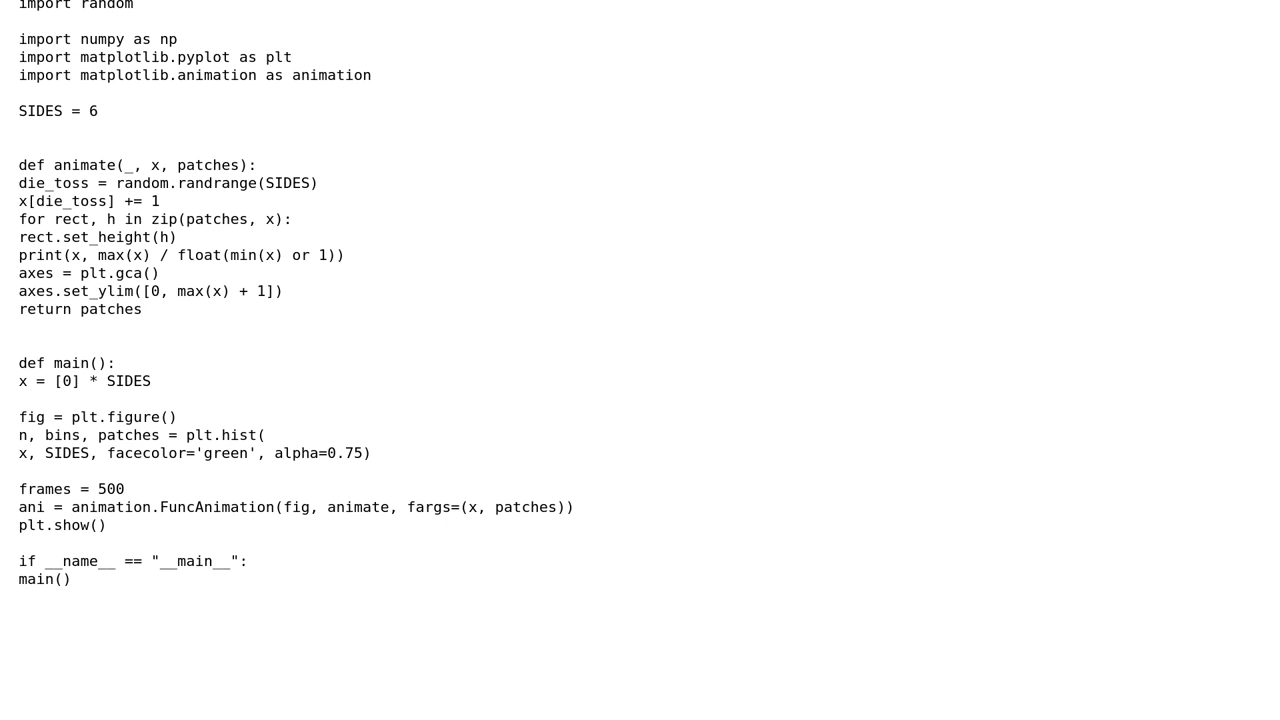 import random
import numpy as np
import matplotlib.pyplot as plt
import matplotlib.animation as animation
SIDES = 6
def animate(_, x, patches):
die_toss = random.randrange(SIDES)
x[die_toss] += 1
for rect, h in zip(patches, x):
rect.set_height(h)
print(x, max(x) / float(min(x) or 1))
axes = plt.gca()
axes.set_ylim([0, max(x) + 1])
return patches
def main():
x = [0] * SIDES
fig = plt.figure()
n, bins, patches = plt.hist(
x, SIDES, facecolor='green', alpha=0.75)
frames = 500
ani = animation.FuncAnimation(fig, animate, fargs=(x, patches))
plt.show()
if __name__ == "__main__":
main()